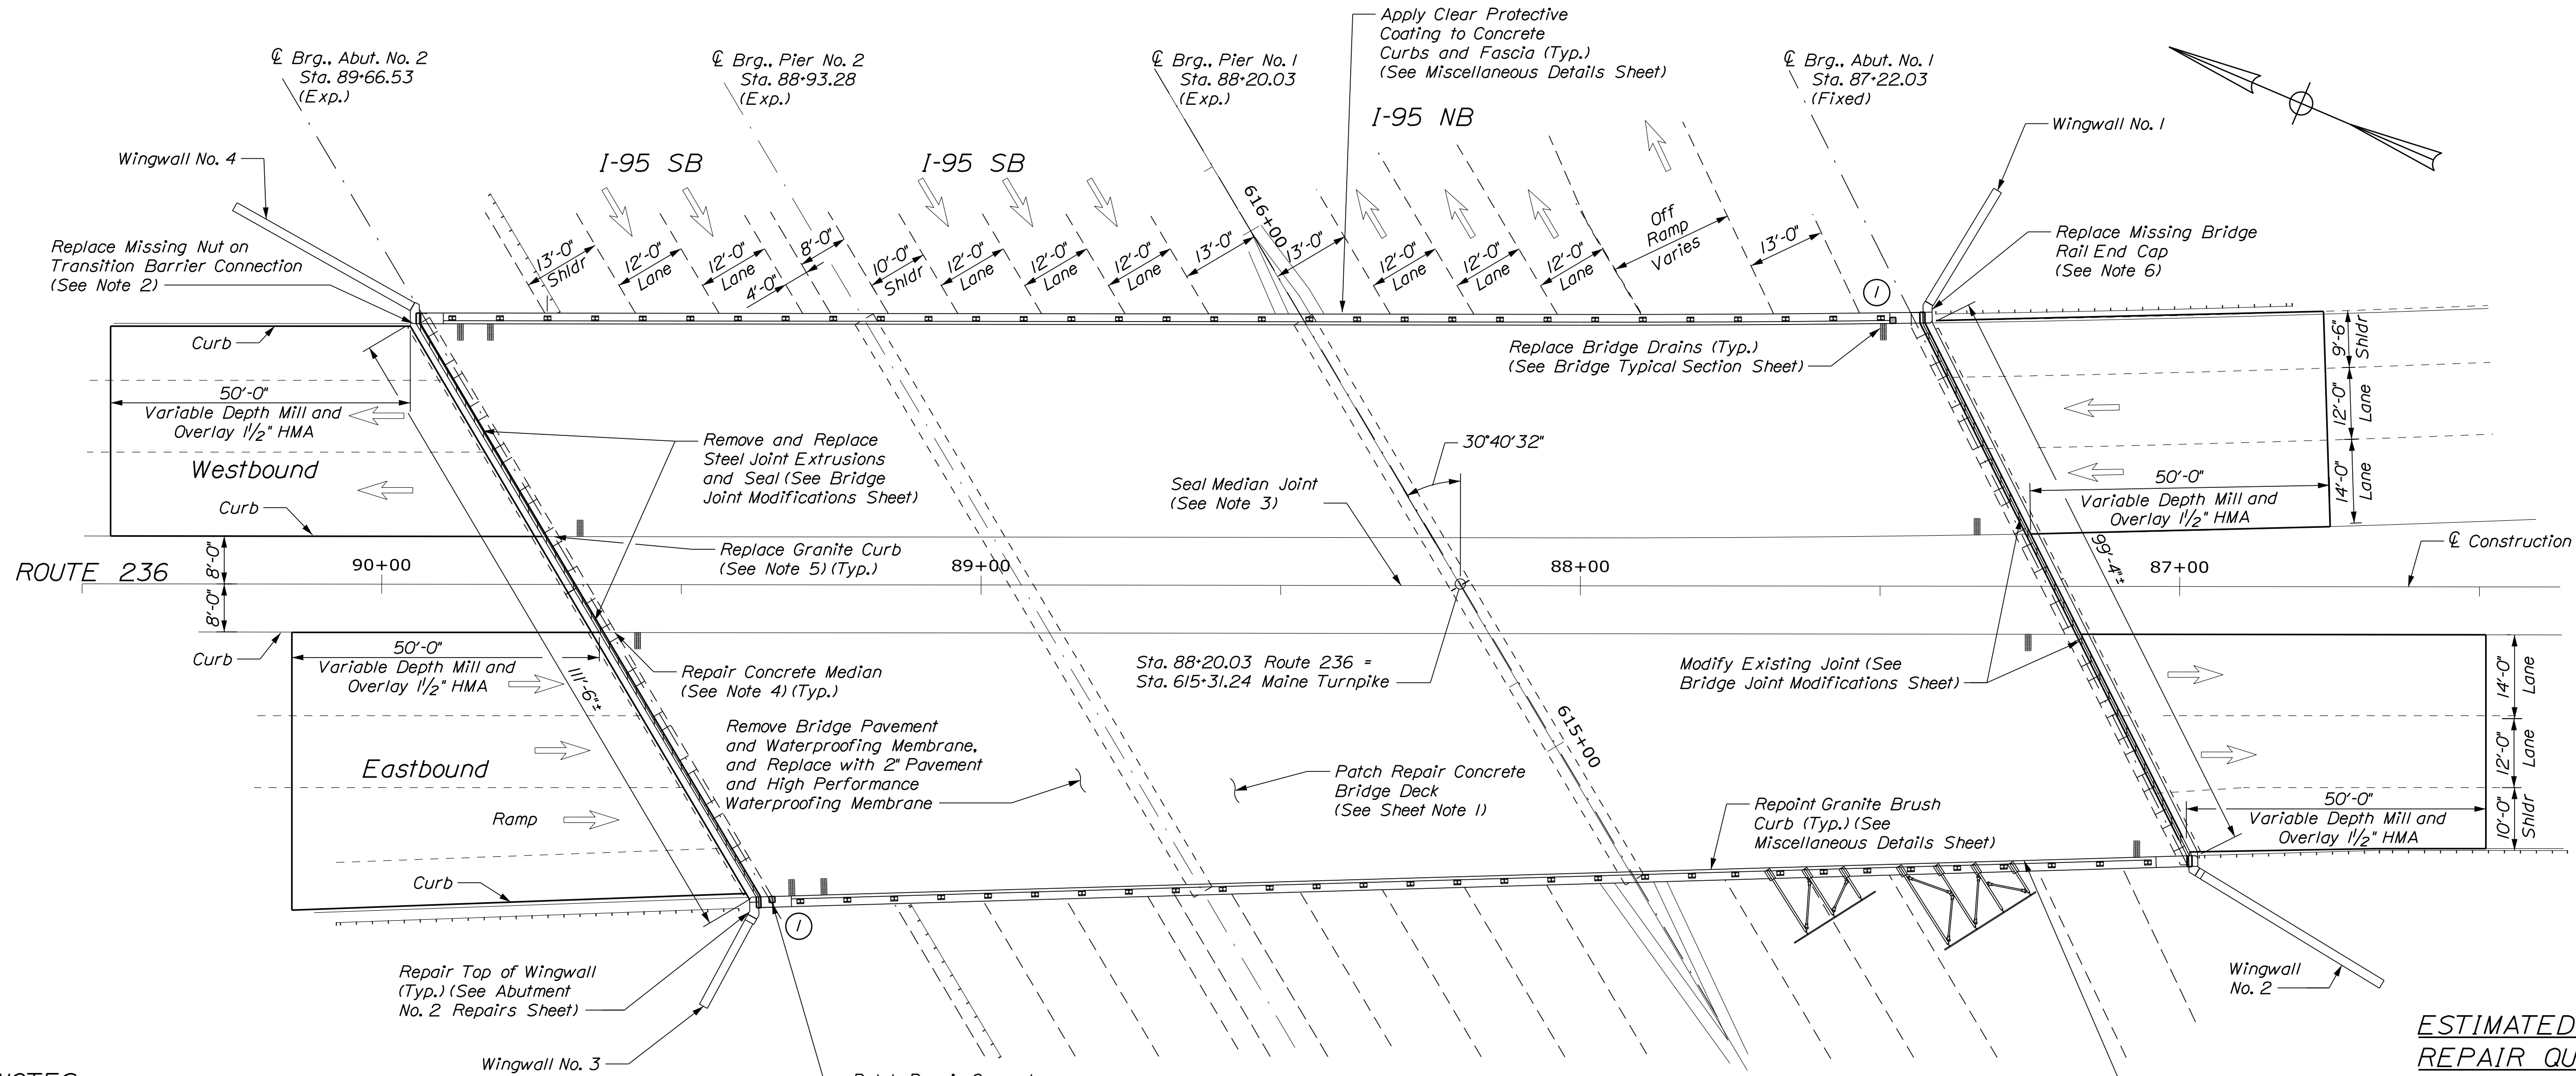 Apply Clear Protective
Coating to Concrete
Curbs and Fascia (Typ.)
(See Miscellaneous Details Sheet)
℄ Brg., Abut. No. 2
Sta. 89+66.53
(Exp.)
℄ Brg., Pier No. 2
Sta. 88+93.28
(Exp.)
℄ Brg., Pier No. 1
Sta. 88+20.03
(Exp.)
℄ Brg., Abut. No. 1
Sta. 87+22.03
(Fixed)
I-95 NB
Wingwall No. 1
Wingwall No. 4
I-95 SB
I-95 SB
616+00
Replace Missing Nut on
Transition Barrier Connection
(See Note 2)
13'-0"
Shldr
12'-0"
Lane
12'-0"
Lane
4'-0"
8'-0"
10'-0"
Shldr
12'-0"
Lane
12'-0"
Lane
12'-0"
Lane
13'-0"
13'-0"
12'-0"
Lane
12'-0"
Lane
12'-0"
Lane
Off
Ramp
Varies
13'-0"
Replace Missing Bridge
Rail End Cap
(See Note 6)
1
Curb
Replace Bridge Drains (Typ.)
(See Bridge Typical Section Sheet)
9'-6"
Shldr
12'-0"
Lane
14'-0"
Lane
50'-0"
Variable Depth Mill and
Overlay 1 1/2" HMA
Westbound
Curb
Remove and Replace
Steel Joint Extrusions
and Seal (See Bridge
Joint Modifications Sheet)
30°40'32"
Seal Median Joint
(See Note 3)
50'-0"
Variable Depth Mill and
Overlay 1 1/2" HMA
Replace Granite Curb
(See Note 5) (Typ.)
99'-4"±
℄ Construction
ROUTE 236
8'-0"
8'-0"
90+00
89+00
88+00
87+00
Curb
50'-0"
Variable Depth Mill and
Overlay 1 1/2" HMA
111'-6"±
Repair Concrete Median
(See Note 4) (Typ.)
Sta. 88+20.03 Route 236 =
Sta. 615+31.24 Maine Turnpike
Modify Existing Joint (See
Bridge Joint Modifications Sheet)
14'-0"
Lane
12'-0"
Lane
10'-0"
Shldr
Remove Bridge Pavement
and Waterproofing Membrane,
and Replace with 2" Pavement
and High Performance
Waterproofing Membrane
615+00
Eastbound
Ramp
Patch Repair Concrete
Bridge Deck
(See Sheet Note 1)
Repoint Granite Brush
Curb (Typ.) (See
Miscellaneous Details Sheet)
50'-0"
Variable Depth Mill and
Overlay 1 1/2" HMA
Curb
1
Repair Top of Wingwall
(Typ.) (See Abutment
No. 2 Repairs Sheet)
Wingwall
No. 2
Wingwall No. 3
ESTIMATED
REPAIR QU